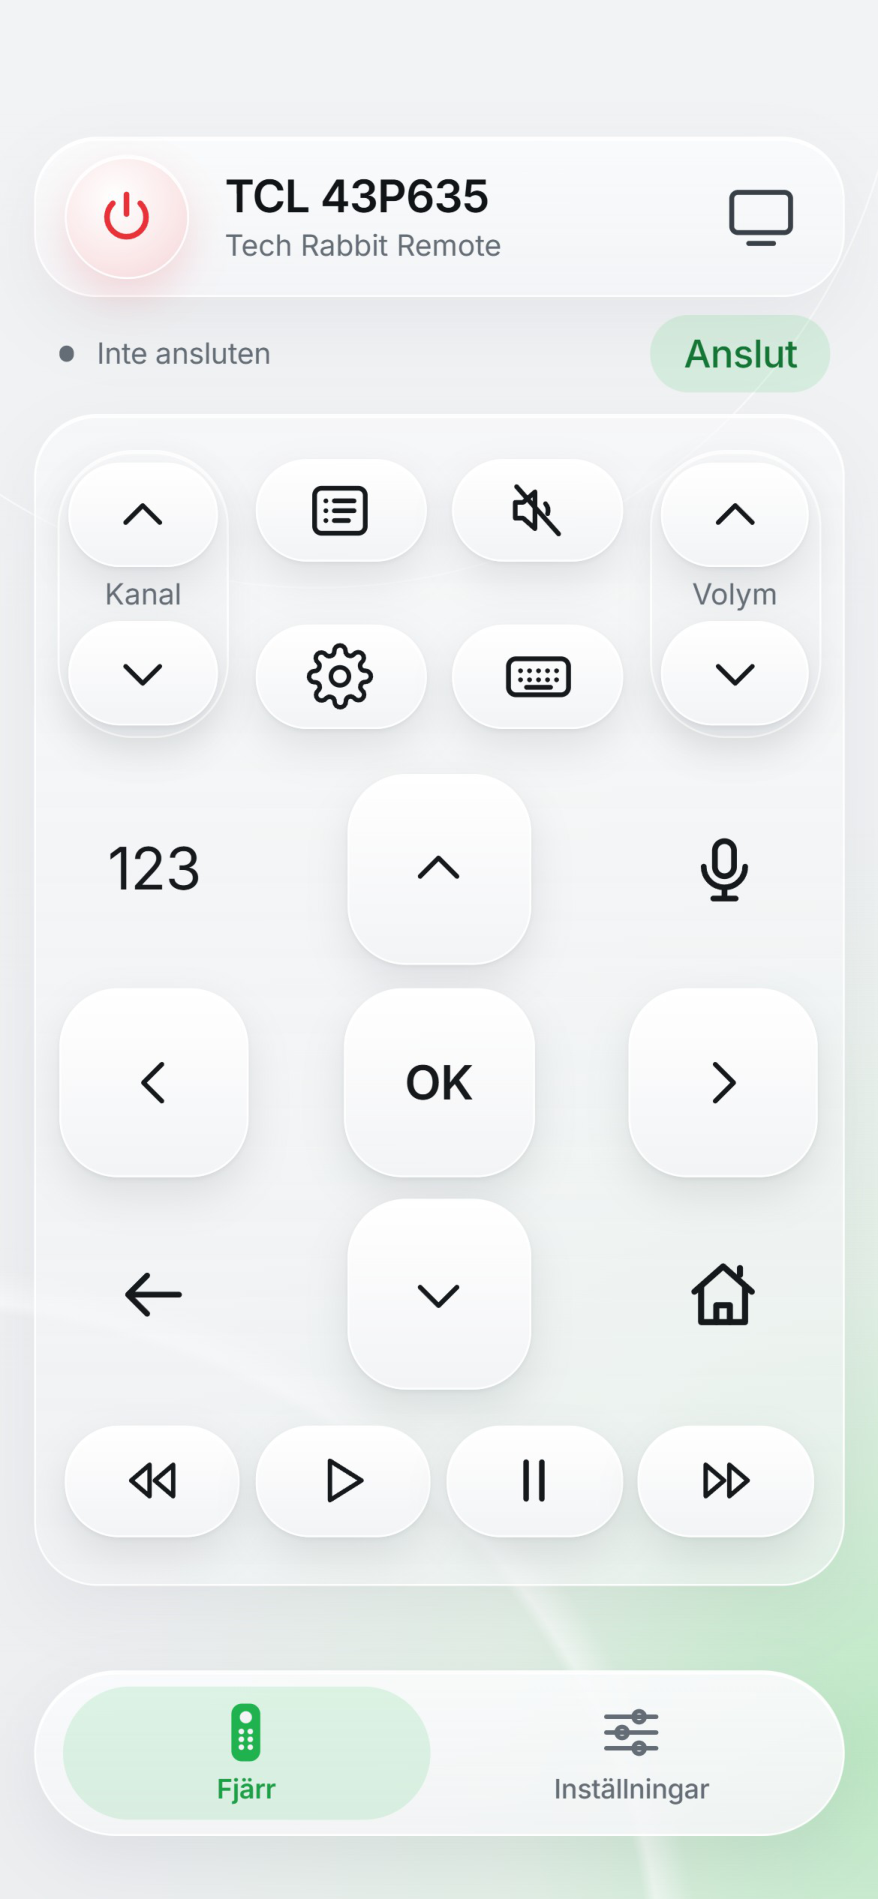 TCL 43P635
Tech Rabbit Remote
Inte ansluten
Anslut
Kanal
Volym
123
OK
Fjärr
Inställningar